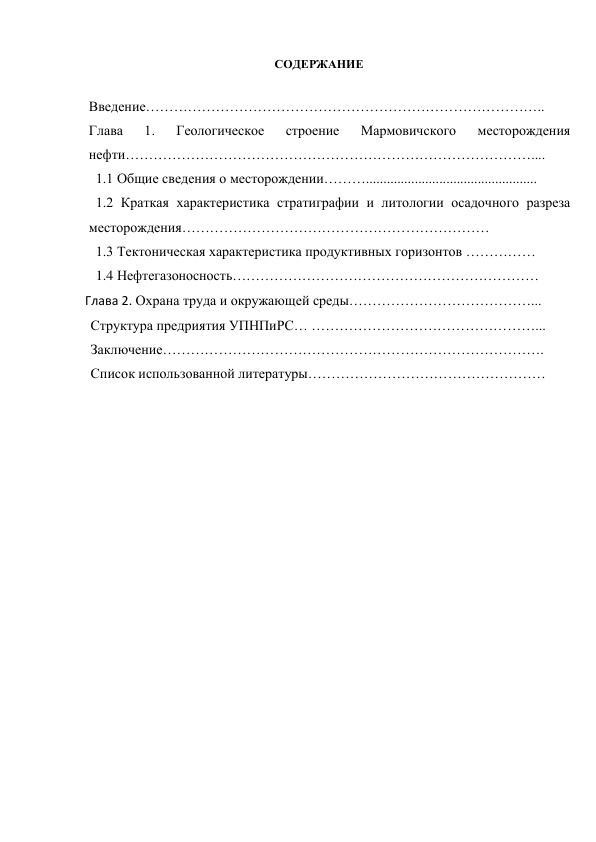 СОДЕРЖАНИЕ
Введение…………………………………………………………………………..
Глава 1. Геологическое строение Мармовичского месторождения
нефти……………………………………………………………………………....
1.1 Общие сведения о месторождении………..................................................
1.2 Краткая характеристика стратиграфии и литологии осадочного разреза
месторождения…………………………………………………………
1.3 Тектоническая характеристика продуктивных горизонтов ……………
1.4 Нефтегазоносность…………………………………………………………
Глава 2. Охрана труда и окружающей среды…………………………………...
Структура предриятия УПНПиРС… …………………………………………...
Заключение……………………………………………………………………….
Список использованной литературы……………………………………………